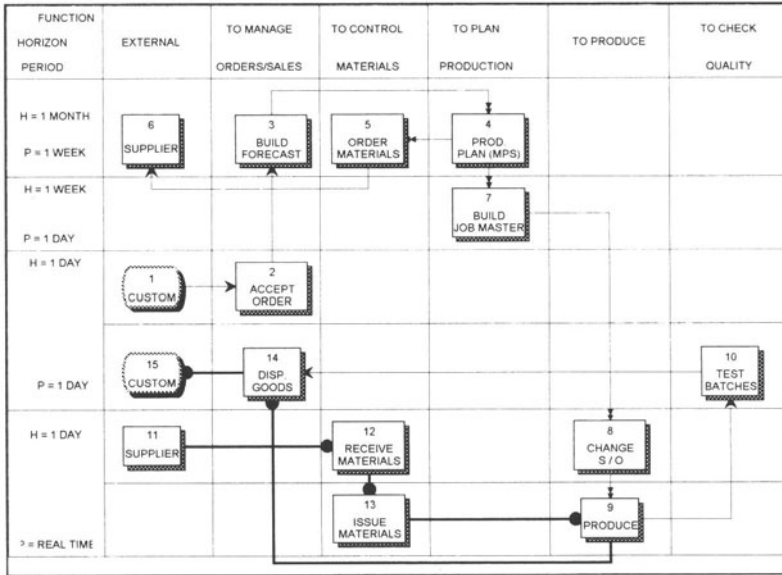 FUNCTION
HORIZON
PERIOD
EXTERNAL
TO MANAGE
ORDERS/SALES
TO CONTROL
MATERIALS
TO PLAN
PRODUCTION
TO PRODUCE
TO CHECK
QUALITY
H = 1 MONTH
P = 1 WEEK
6
SUPPLIER
3
BUILD
FORECAST
5
ORDER
MATERIALS
4
PROD.
PLAN (MPS)
H = 1 WEEK
P = 1 DAY
7
BUILD
JOB MASTER
H = 1 DAY
1
CUSTOM
2
ACCEPT
ORDER
P = 1 DAY
15
CUSTOM
14
DISP.
GOODS
10
TEST
BATCHES
H = 1 DAY
11
SUPPLIER
12
RECEIVE
MATERIALS
8
CHANGE
S / O
P = REAL TIME
13
ISSUE
MATERIALS
9
PRODUCE